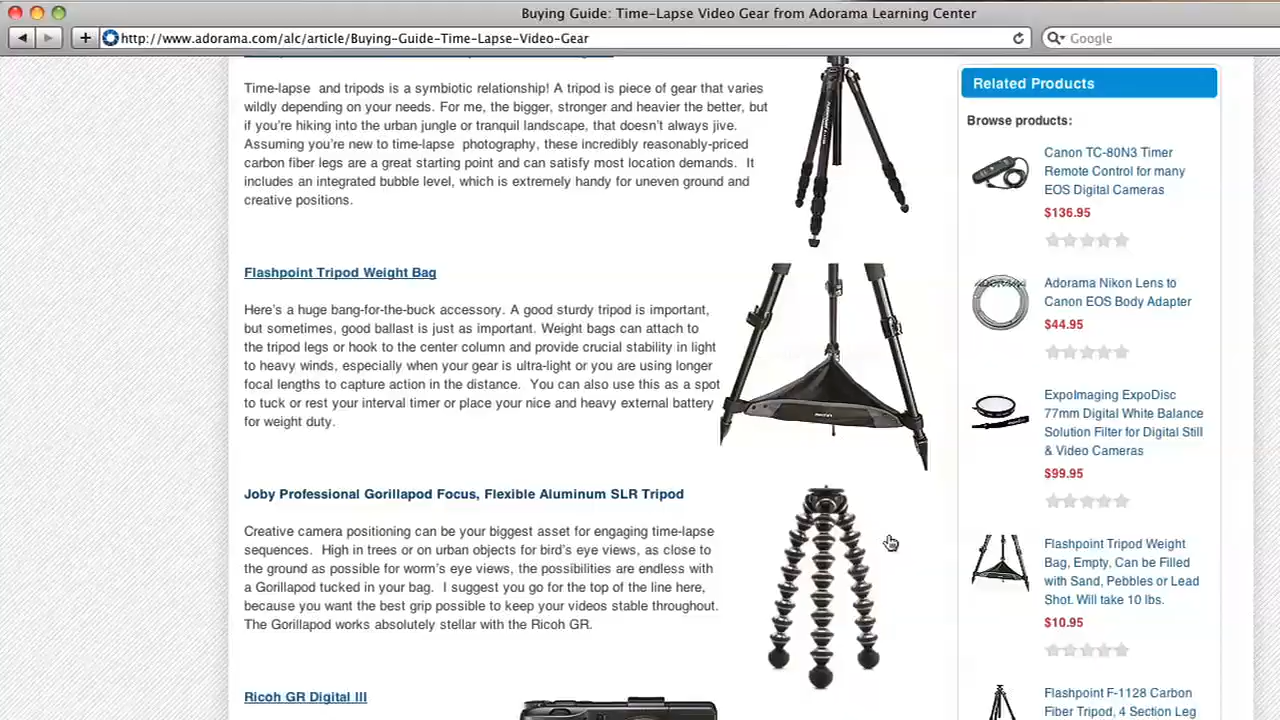 Buying Guide: Time-Lapse Video Gear from Adorama Learning Center
http://www.adorama.com/alc/article/Buying-Guide-Time-Lapse-Video-Gear
Google
Time-lapse and tripods is a symbiotic relationship! A tripod is piece of gear that varies
wildly depending on your needs. For me, the bigger, stronger and heavier the better, but
if you're hiking into the urban jungle or tranquil landscape, that doesn't always jive.
Assuming you're new to time-lapse photography, these incredibly reasonably-priced
carbon fiber legs are a great starting point and can satisfy most location demands. It
includes an integrated bubble level, which is extremely handy for uneven ground and
creative positions.
Flashpoint Tripod Weight Bag
Here's a huge bang-for-the-buck accessory. A good sturdy tripod is important,
but sometimes, good ballast is just as important. Weight bags can attach to
the tripod legs or hook to the center column and provide crucial stability in light
to heavy winds, especially when your gear is ultra-light or you are using longer
focal lengths to capture action in the distance. You can also use this as a spot
to tuck or rest your interval timer or place your nice and heavy external battery
for weight duty.
Joby Professional Gorillapod Focus, Flexible Aluminum SLR Tripod
Creative camera positioning can be your biggest asset for engaging time-lapse
sequences. High in trees or on urban objects for bird's eye views, as close to
the ground as possible for worm's eye views, the possibilities are endless with
a Gorillapod tucked in your bag. I suggest you go for the top of the line here,
because you want the best grip possible to keep your videos stable throughout.
The Gorillapod works absolutely stellar with the Ricoh GR.
Ricoh GR Digital III
Related Products
Browse products:
Canon TC-80N3 Timer
Remote Control for many
EOS Digital Cameras
$136.95
Adorama Nikon Lens to
Canon EOS Body Adapter
$44.95
ExpoImaging ExpoDisc
77mm Digital White Balance
Solution Filter for Digital Still
& Video Cameras
$99.95
Flashpoint Tripod Weight
Bag, Empty, Can be Filled
with Sand, Pebbles or Lead
Shot. Will take 10 lbs.
$10.95
Flashpoint F-1128 Carbon
Fiber Tripod, 4 Section Leg